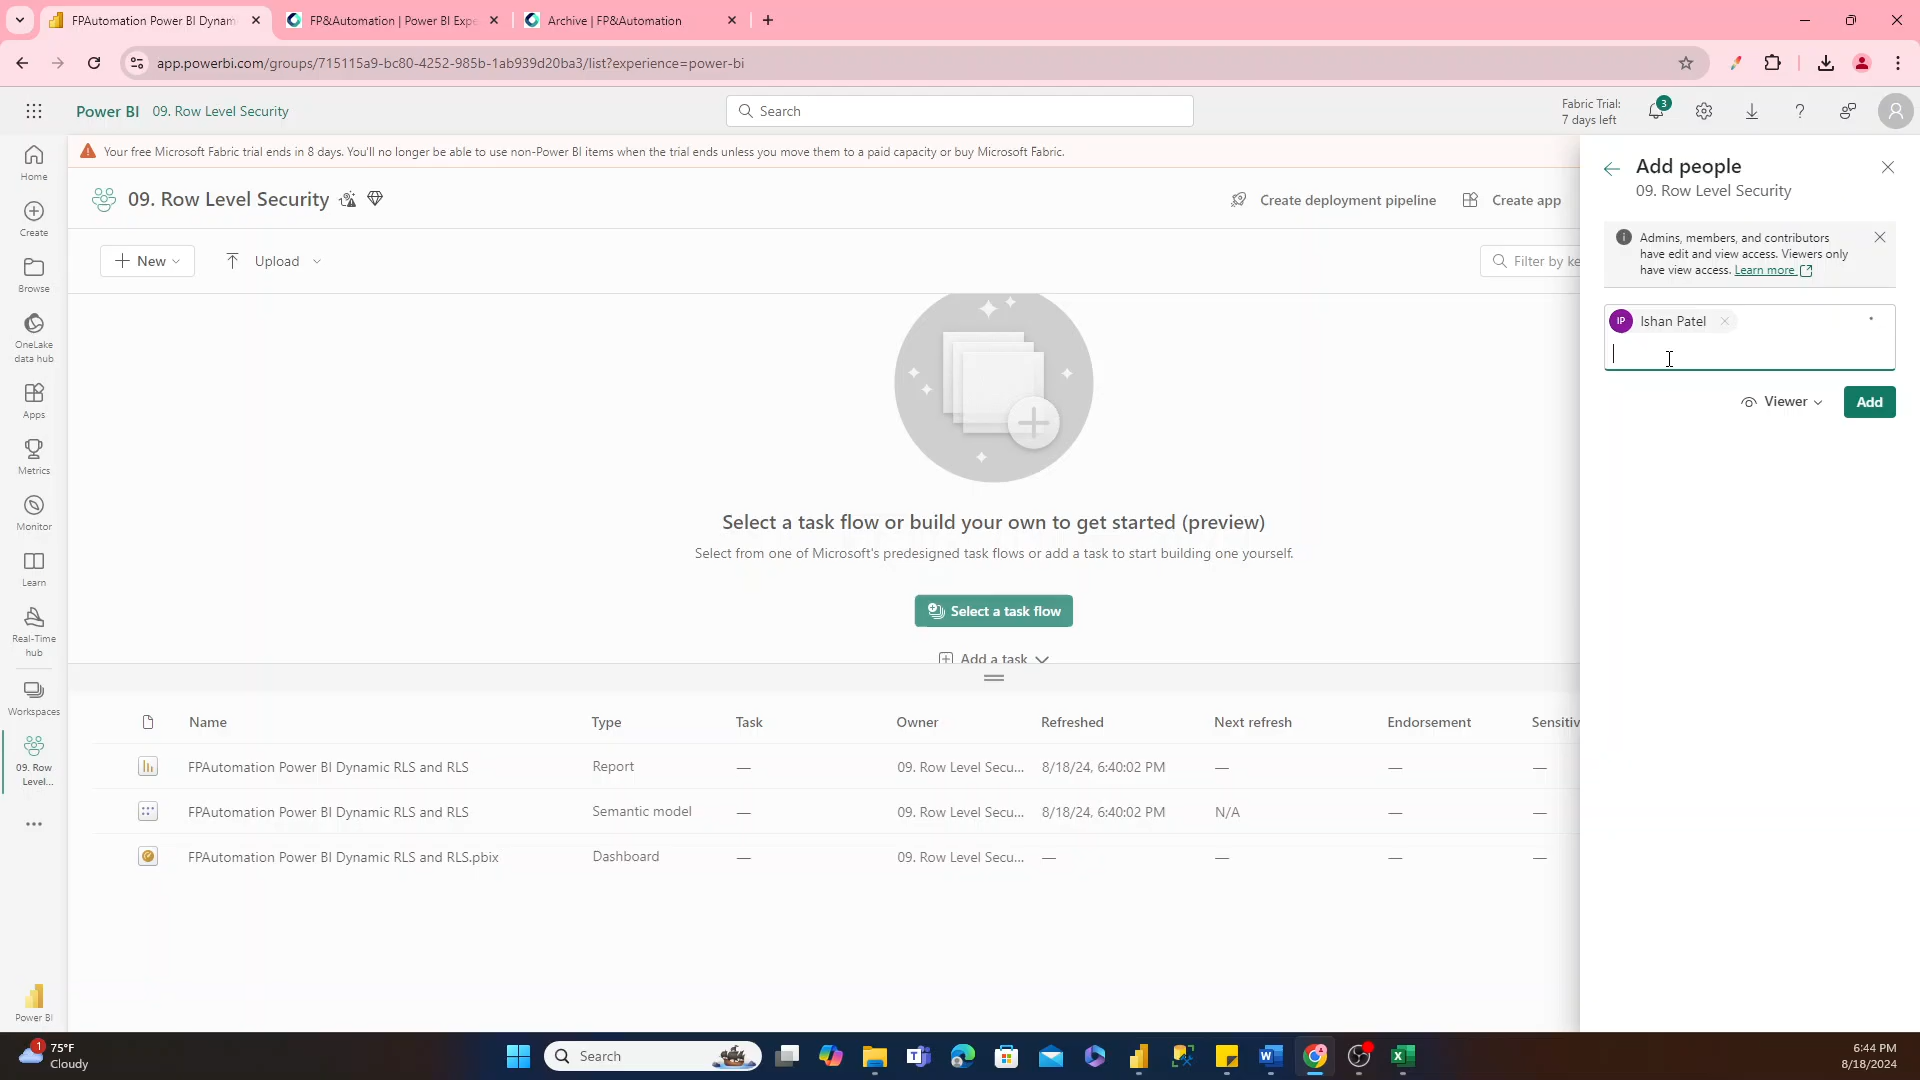 FPAutomation Power BI Dynam
FP&Automation | Power BI Expe
Archive | FP&Automation
app.powerbi.com/groups/715115a9-bc80-4252-985b-1ab939d20ba3/list?experience=power-bi
Power BI 09. Row Level Security
Search
Fabric Trial:
7 days left
3
Your free Microsoft Fabric trial ends in 8 days. You'll no longer be able to use non-Power BI items when the trial ends unless you move them to a paid capacity or buy Microsoft Fabric.
09. Row Level Security
Create deployment pipeline
Create app
New
Upload
Filter by ke
Home
Create
Browse
OneLake
data hub
Apps
Metrics
Monitor
Learn
Real-Time
hub
Workspaces
09. Row
Level...
Power BI
Select a task flow or build your own to get started (preview)
Select from one of Microsoft's predesigned task flows or add a task to start building one yourself.
Select a task flow
Add a task
Name Type Task Owner Refreshed Next refresh Endorsement Sensitiv
FPAutomation Power BI Dynamic RLS and RLS Report — 09. Row Level Secu... 8/18/24, 6:40:02 PM — — —
FPAutomation Power BI Dynamic RLS and RLS Semantic model — 09. Row Level Secu... 8/18/24, 6:40:02 PM N/A — —
FPAutomation Power BI Dynamic RLS and RLS.pbix Dashboard — 09. Row Level Secu... — — — —
Add people
09. Row Level Security
Admins, members, and contributors
have edit and view access. Viewers only
have view access. Learn more
IP Ishan Patel
Viewer
Add
1
75°F
Cloudy
Search
6:44 PM
8/18/2024